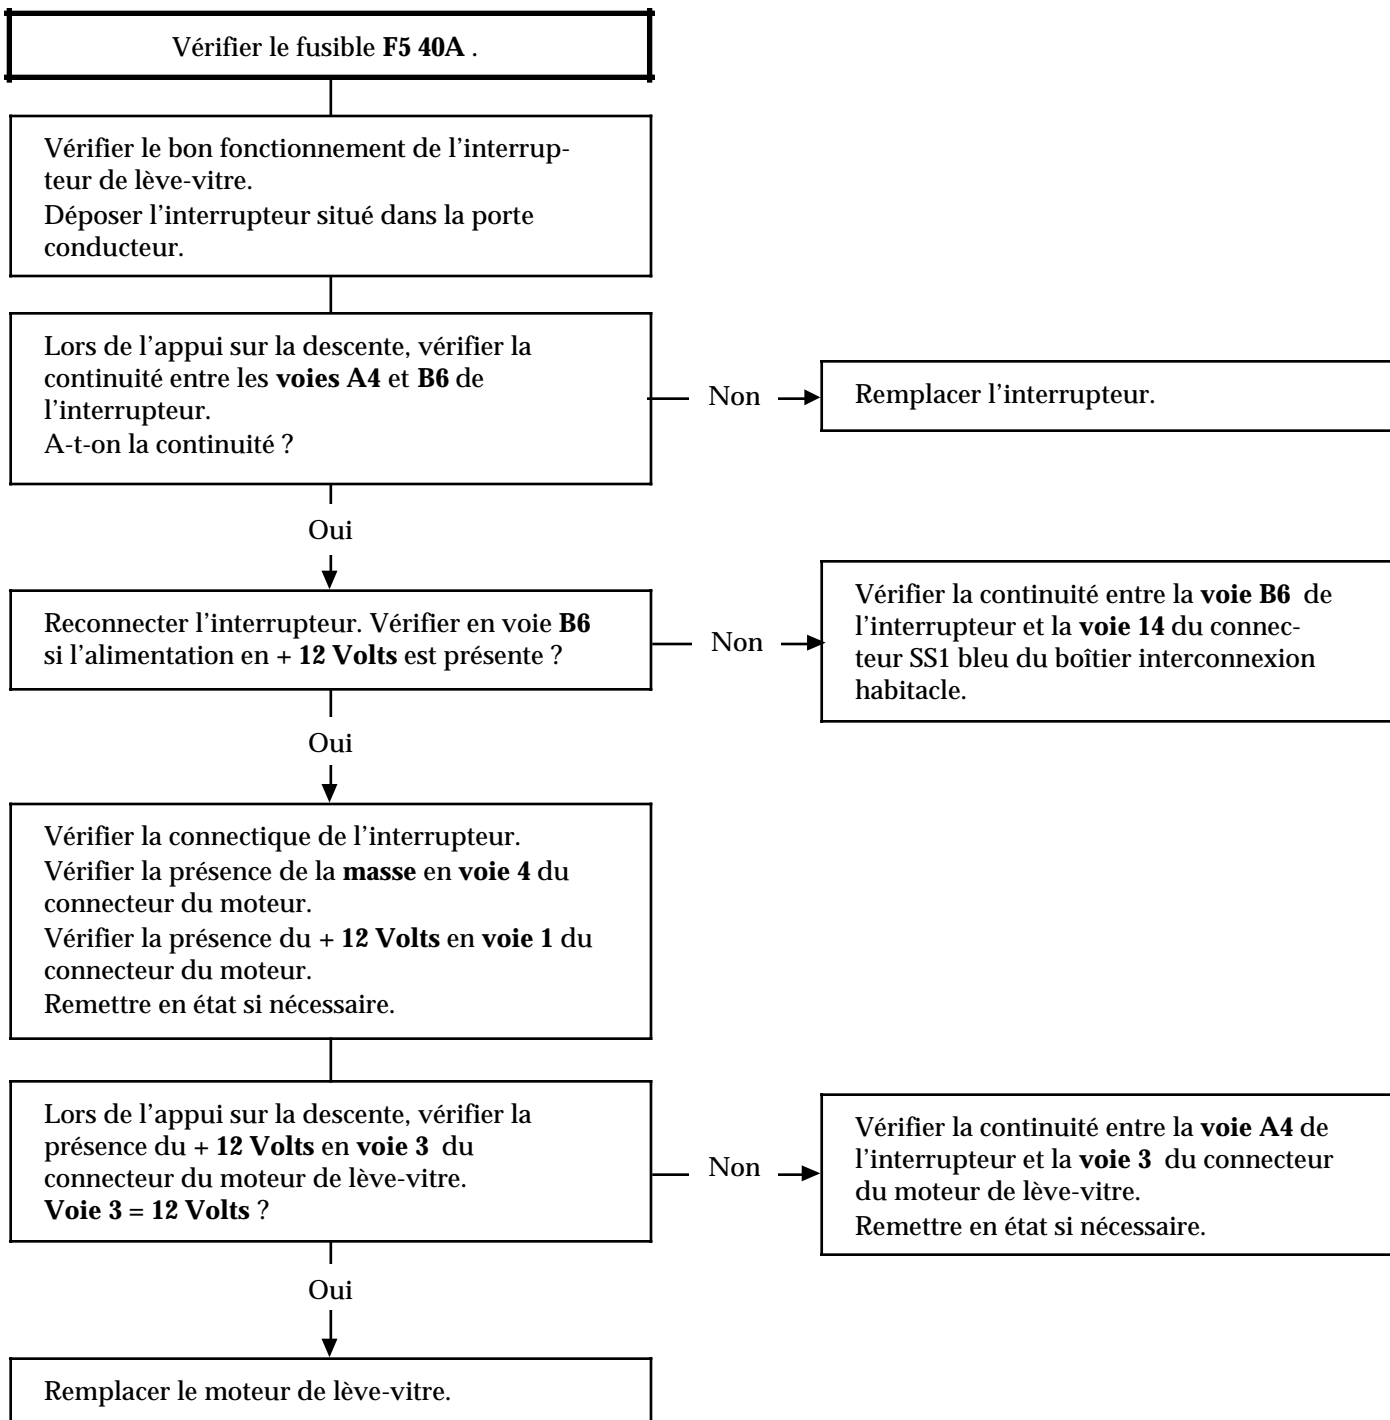 Vérifier le fusible F5 40A .
Vérifier le bon fonctionnement de l'interrup-
teur de lève-vitre.
Déposer l'interrupteur situé dans la porte
conducteur.
Lors de l'appui sur la descente, vérifier la
continuité entre les voies A4 et B6 de
l'interrupteur.
A-t-on la continuité ?
Non
Remplacer l'interrupteur.
Oui
Reconnecter l'interrupteur. Vérifier en voie B6
si l'alimentation en + 12 Volts est présente ?
Non
Vérifier la continuité entre la voie B6 de
l'interrupteur et la voie 14 du connec-
teur SS1 bleu du boîtier interconnexion
habitacle.
Oui
Vérifier la connectique de l'interrupteur.
Vérifier la présence de la masse en voie 4 du
connecteur du moteur.
Vérifier la présence du + 12 Volts en voie 1 du
connecteur du moteur.
Remettre en état si nécessaire.
Lors de l'appui sur la descente, vérifier la
présence du + 12 Volts en voie 3 du
connecteur du moteur de lève-vitre.
Voie 3 = 12 Volts ?
Non
Vérifier la continuité entre la voie A4 de
l'interrupteur et la voie 3 du connecteur
du moteur de lève-vitre.
Remettre en état si nécessaire.
Oui
Remplacer le moteur de lève-vitre.